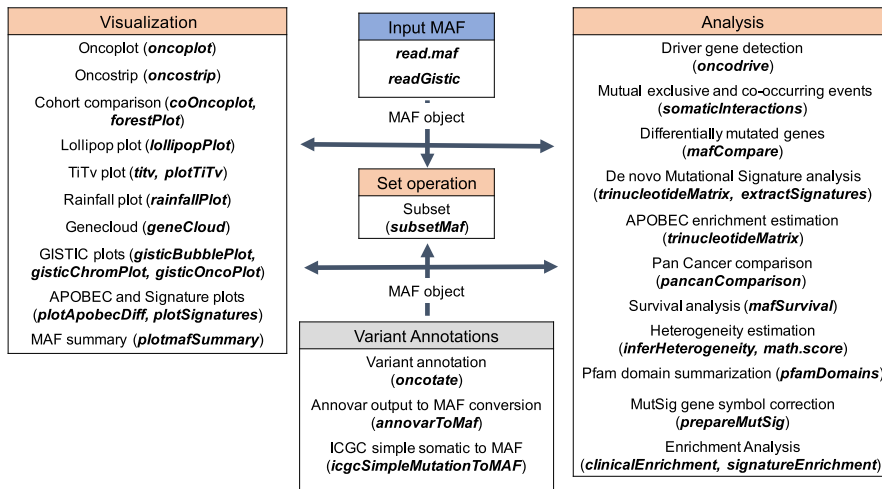 Visualization
Oncoplot (oncoplot)
Oncostrip (oncostrip)
Cohort comparison (coOncoplot,
forestPlot)
Lollipop plot (lollipopPlot)
TiTv plot (titv, plotTiTv)
Rainfall plot (rainfallPlot)
Genecloud (geneCloud)
GISTIC plots (gisticBubblePlot,
gisticChromPlot, gisticOncoPlot)
APOBEC and Signature plots
(plotApobecDiff, plotSignatures)
MAF summary (plotmafSummary)
Input MAF
read.maf
readGistic
MAF object
Set operation
Subset
(subsetMaf)
MAF object
Variant Annotations
Variant annotation
(oncotate)
Annovar output to MAF conversion
(annovarToMaf)
ICGC simple somatic to MAF
(icgcSimpleMutationToMAF)
Analysis
Driver gene detection
(oncodrive)
Mutual exclusive and co-occurring events
(somaticInteractions)
Differentially mutated genes
(mafCompare)
De novo Mutational Signature analysis
(trinucleotideMatrix, extractSignatures)
APOBEC enrichment estimation
(trinucleotideMatrix)
Pan Cancer comparison
(pancanComparison)
Survival analysis (mafSurvival)
Heterogeneity estimation
(inferHeterogeneity, math.score)
Pfam domain summarization (pfamDomains)
MutSig gene symbol correction
(prepareMutSig)
Enrichment Analysis
(clinicalEnrichment, signatureEnrichment)